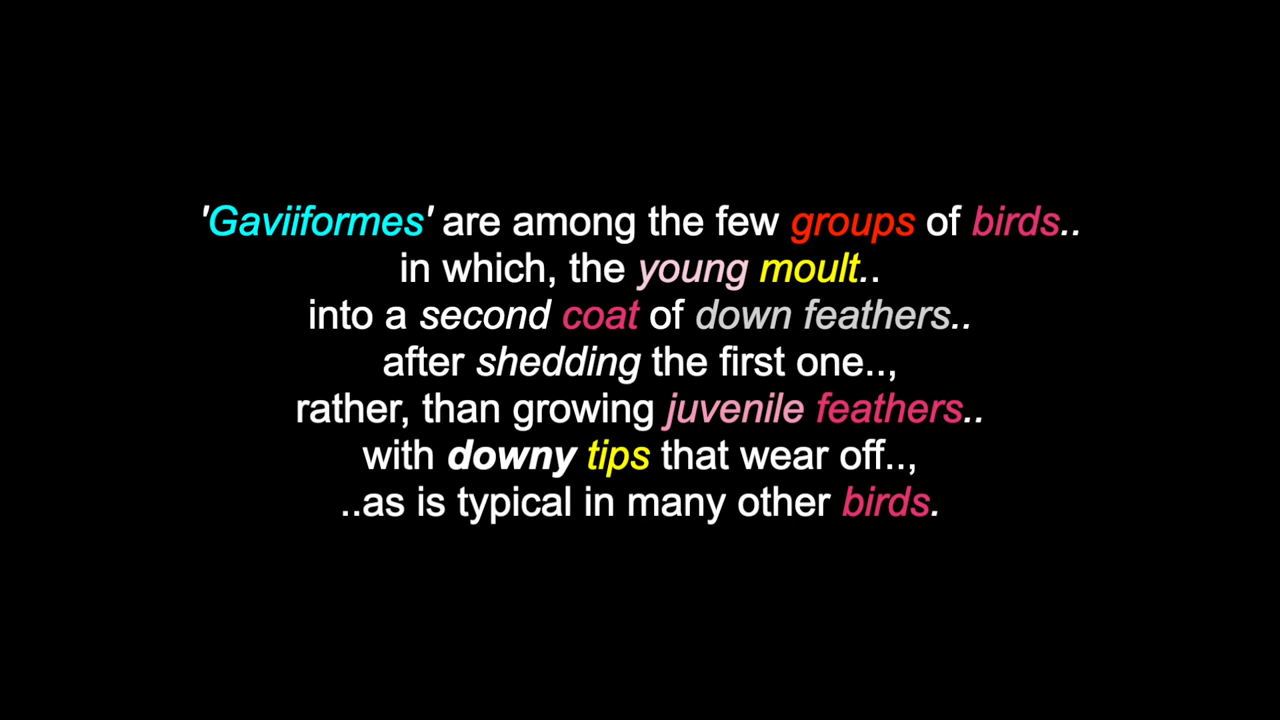 'Gaviiformes' are among the few groups of birds..
in which, the young moult..
into a second coat of down feathers..
after shedding the first one..,
rather, than growing juvenile feathers..
with downy tips that wear off..,
..as is typical in many other birds.